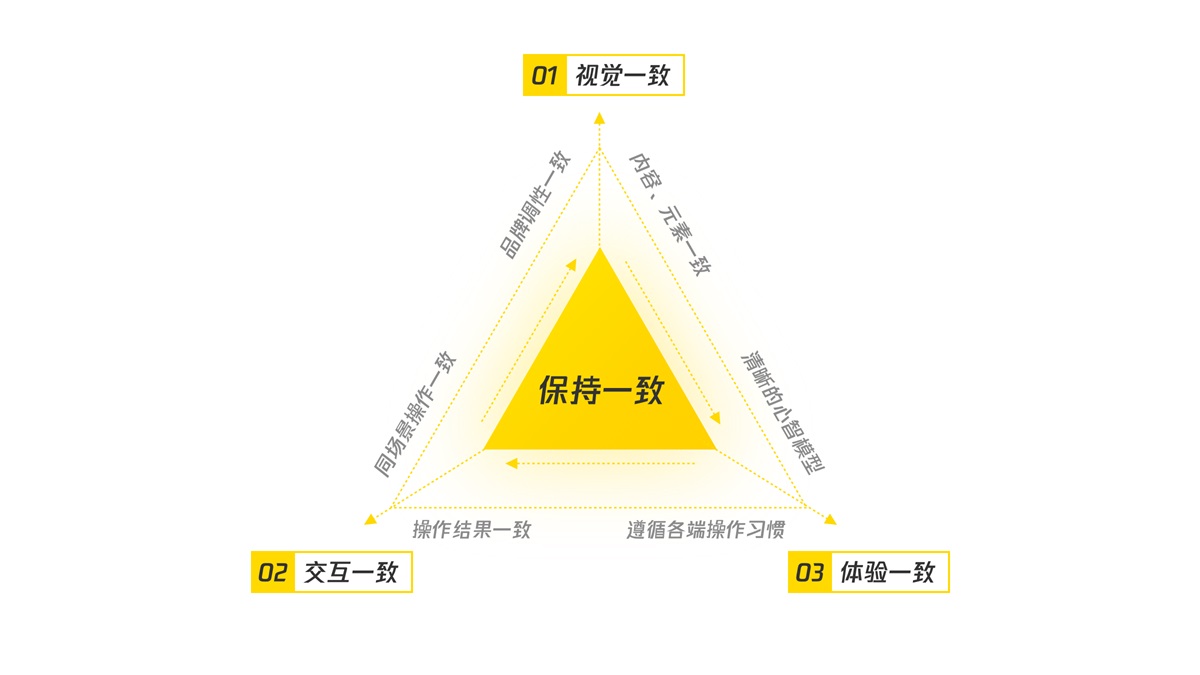 01 视觉一致
品牌调性一致
内容、元素一致
同场景操作一致
保持一致
清晰的心智模型
操作结果一致
遵循各端操作习惯
02 交互一致
03 体验一致